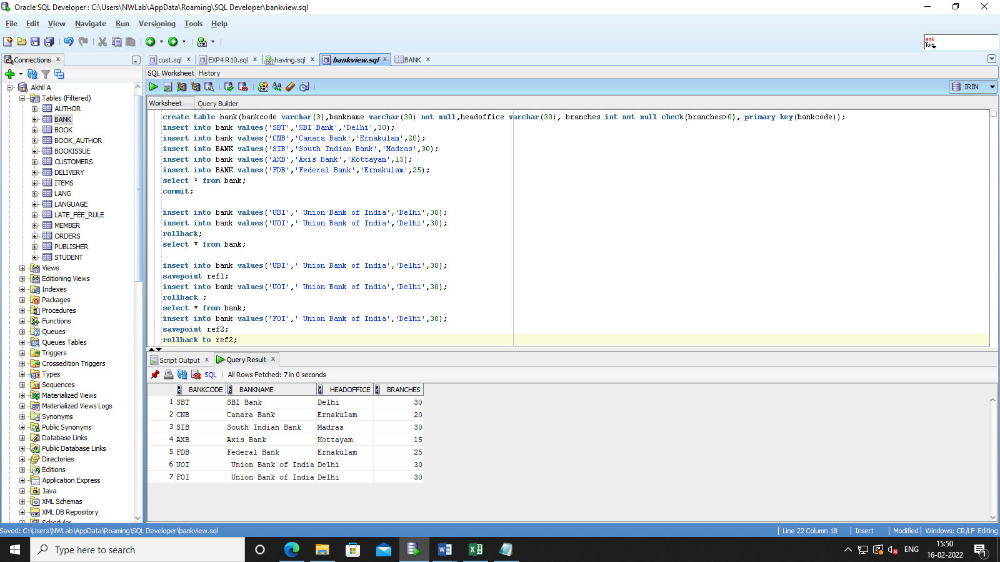 Oracle SQL Developer : C:\Users\NWLab\AppData\Roaming\SQL Developer\bankview.sql
File Edit View Navigate Run Versioning Tools Help
ask
Tom
Connections
cust.sql EXP4 R10.sql having.sql bankview.sql BANK
SQL Worksheet History
IRIN
Worksheet Query Builder
Akhil A
Tables (Filtered)
AUTHOR
BANK
BOOK
BOOK_AUTHOR
BOOKISSUE
CUSTOMERS
DELIVERY
ITEMS
LANG
LANGUAGE
LATE_FEE_RULE
MEMBER
ORDERS
PUBLISHER
STUDENT
Views
Editioning Views
Indexes
Packages
Procedures
Functions
Queues
Queues Tables
Triggers
Crossedition Triggers
Types
Sequences
Materialized Views
Materialized Views Logs
Synonyms
Public Synonyms
Database Links
Public Database Links
Directories
Editions
Application Express
Java
XML Schemas
XML DB Repository
Scheduler
create table bank(bankcode varchar(3),bankname varchar(30) not null,headoffice varchar(30), branches int not null check(branches>0), primary key(bankcode));
insert into bank values('SBT','SBI Bank','Delhi',30);
insert into bank values('CNB','Canara Bank','Ernakulam',20);
insert into BANK values('SIB','South Indian Bank','Madras',30);
insert into bank values('AXB','Axis Bank','Kottayam',15);
insert into BANK values('FDB','Federal Bank','Ernakulam',25);
select * from bank;
commit;
insert into bank values('UBI',' Union Bank of India','Delhi',30);
insert into bank values('UOI',' Union Bank of India','Delhi',30);
rollback;
select * from bank;
insert into bank values('UBI',' Union Bank of India','Delhi',30);
savepoint ref1;
insert into bank values('UOI',' Union Bank of India','Delhi',30);
rollback ;
select * from bank;
insert into bank values('FOI',' Union Bank of India','Delhi',30);
savepoint ref2;
rollback to ref2;
Script Output Query Result
SQL All Rows Fetched: 7 in 0 seconds
BANKCODE BANKNAME HEADOFFICE BRANCHES
1 SBT SBI Bank Delhi 30
2 CNB Canara Bank Ernakulam 20
3 SIB South Indian Bank Madras 30
4 AXB Axis Bank Kottayam 15
5 FDB Federal Bank Ernakulam 25
6 UOI Union Bank of India Delhi 30
7 FOI Union Bank of India Delhi 30
Saved: C:\Users\NWLab\AppData\Roaming\SQL Developer\bankview.sql
Line 22 Column 18 Insert Modified Windows: CR/LF Editing
Type here to search
ENG
15:50
16-02-2022
1